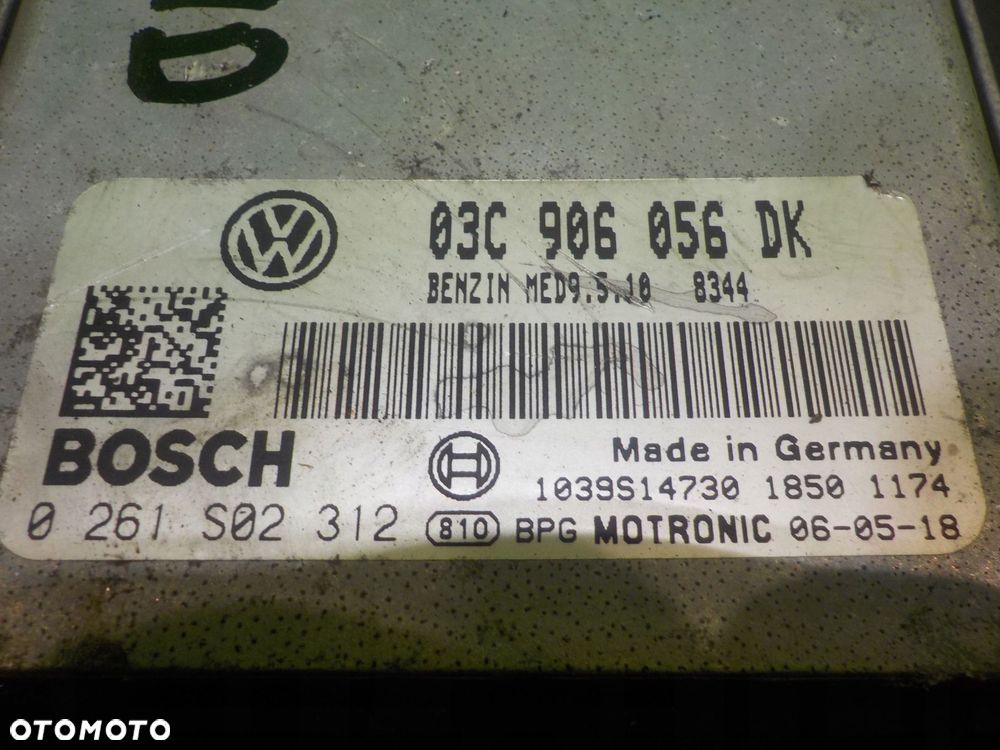 03C 906 056 DK
BENZIN MED9.5.10 8344
BOSCH
Made in Germany
1039S14730 1850 1174
0 261 S02 312 810 BPG MOTRONIC 06-05-18
OTOMOTO